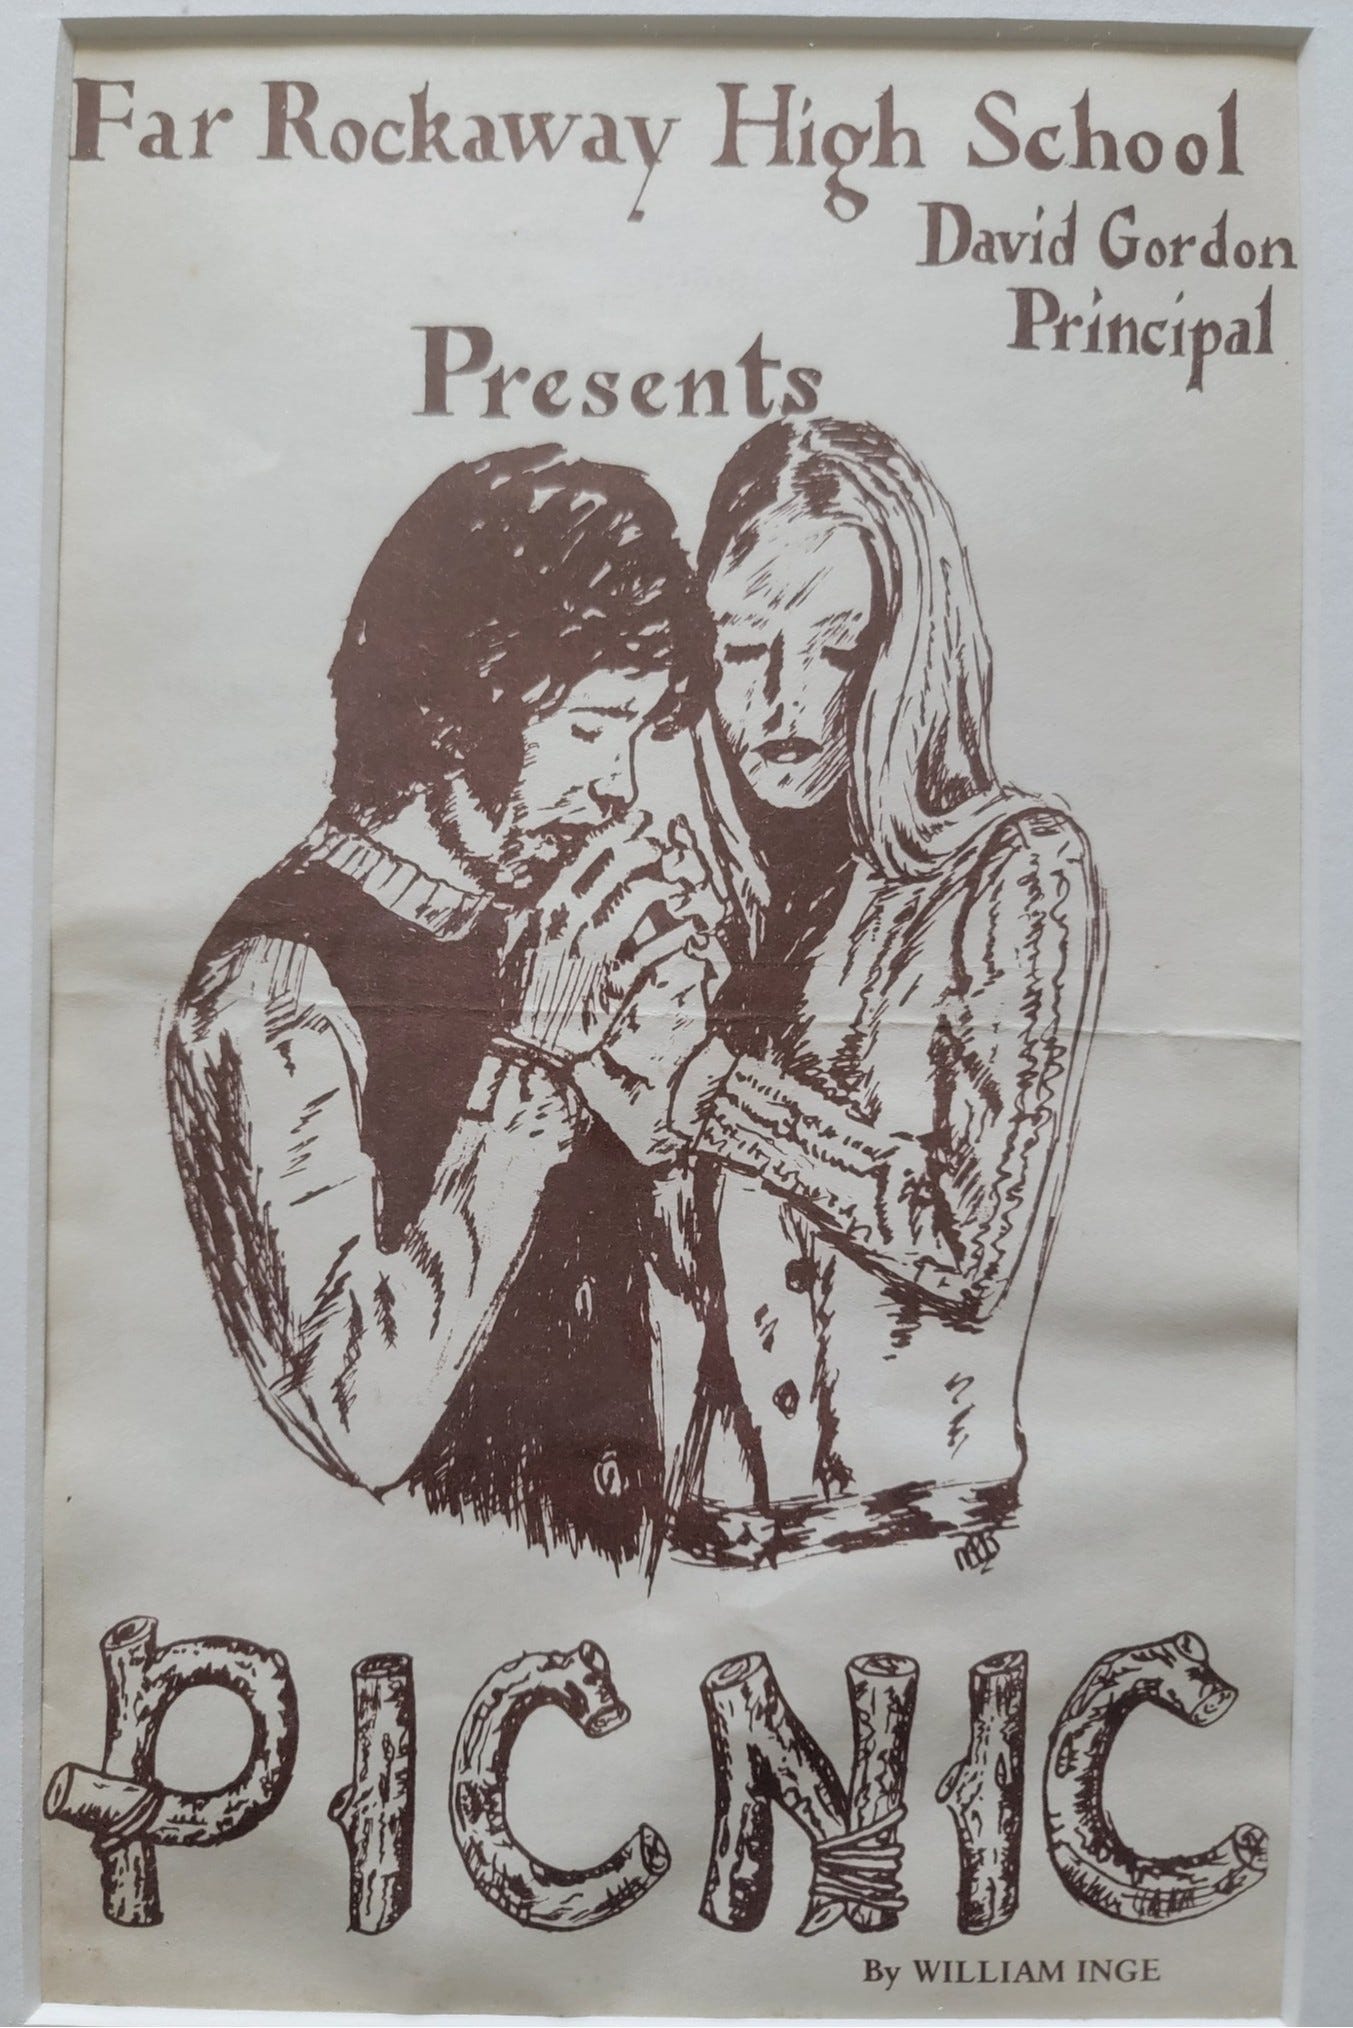 Far Rockaway High School
David Gordon
Principal
Presents
PICNIC
By WILLIAM INGE